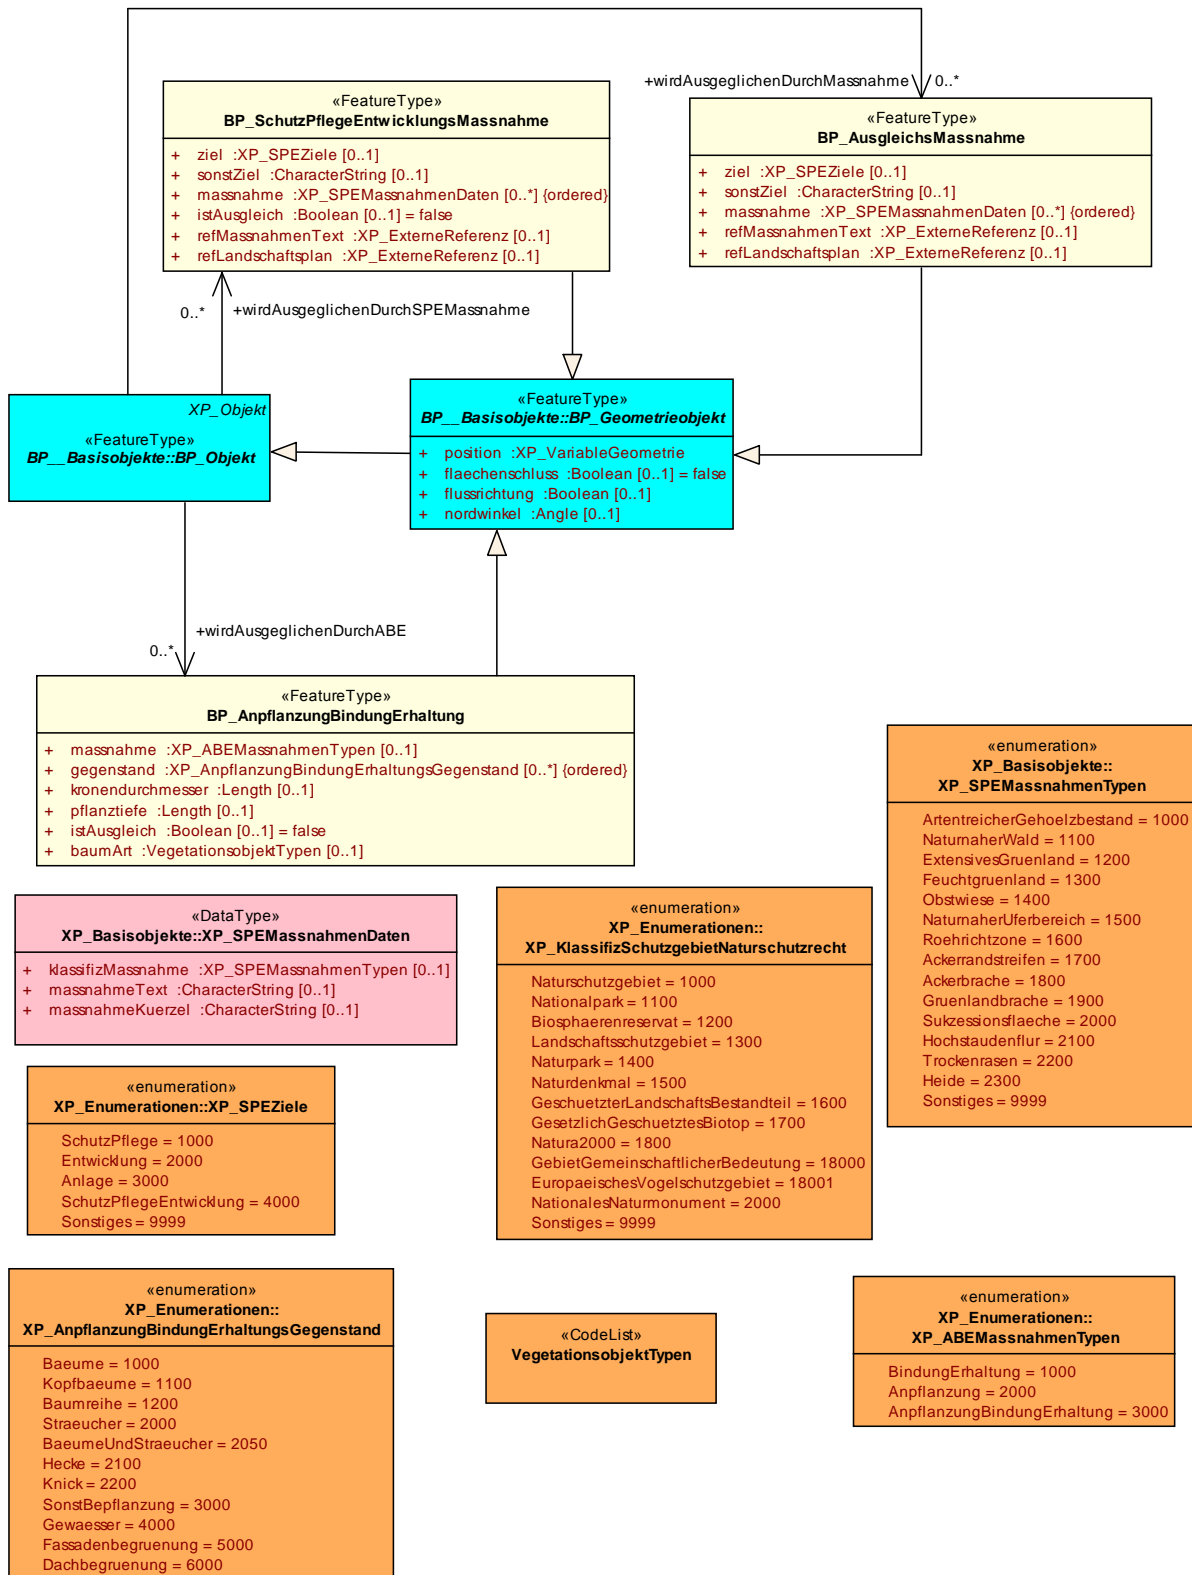 +wirdAusgeglichenDurchMassnahme 0..*
«FeatureType»
BP_SchutzPflegeEntwicklungsMassnahme
+ ziel :XP_SPEZiele [0..1]
+ sonstZiel :CharacterString [0..1]
+ massnahme :XP_SPEMassnahmenDaten [0..*] {ordered}
+ istAusgleich :Boolean [0..1] = false
+ refMassnahmenText :XP_ExterneReferenz [0..1]
+ refLandschaftsplan :XP_ExterneReferenz [0..1]
«FeatureType»
BP_AusgleichsMassnahme
+ ziel :XP_SPEZiele [0..1]
+ sonstZiel :CharacterString [0..1]
+ massnahme :XP_SPEMassnahmenDaten [0..*] {ordered}
+ refMassnahmenText :XP_ExterneReferenz [0..1]
+ refLandschaftsplan :XP_ExterneReferenz [0..1]
0..* +wirdAusgeglichenDurchSPEMassnahme
XP_Objekt
«FeatureType»
BP__Basisobjekte::BP_Objekt
«FeatureType»
BP__Basisobjekte::BP_Geometrieobjekt
+ position :XP_VariableGeometrie
+ flaechenschluss :Boolean [0..1] = false
+ flussrichtung :Boolean [0..1]
+ nordwinkel :Angle [0..1]
+wirdAusgeglichenDurchABE
0..*
«FeatureType»
BP_AnpflanzungBindungErhaltung
+ massnahme :XP_ABEMassnahmenTypen [0..1]
+ gegenstand :XP_AnpflanzungBindungErhaltungsGegenstand [0..*] {ordered}
+ kronendurchmesser :Length [0..1]
+ pflanztiefe :Length [0..1]
+ istAusgleich :Boolean [0..1] = false
+ baumArt :VegetationsobjektTypen [0..1]
«enumeration»
XP_Basisobjekte::
XP_SPEMassnahmenTypen
ArtentreicherGehoelzbestand = 1000
NaturnaherWald = 1100
ExtensivesGruenland = 1200
Feuchtgruenland = 1300
Obstwiese = 1400
NaturnaherUferbereich = 1500
Roehrichtzone = 1600
Ackerrandstreifen = 1700
Ackerbrache = 1800
Gruenlandbrache = 1900
Sukzessionsflaeche = 2000
Hochstaudenflur = 2100
Trockenrasen = 2200
Heide = 2300
Sonstiges = 9999
«DataType»
XP_Basisobjekte::XP_SPEMassnahmenDaten
+ klassifizMassnahme :XP_SPEMassnahmenTypen [0..1]
+ massnahmeText :CharacterString [0..1]
+ massnahmeKuerzel :CharacterString [0..1]
«enumeration»
XP_Enumerationen::
XP_KlassifizSchutzgebietNaturschutzrecht
Naturschutzgebiet = 1000
Nationalpark = 1100
Biosphaerenreservat = 1200
Landschaftsschutzgebiet = 1300
Naturpark = 1400
Naturdenkmal = 1500
GeschuetzterLandschaftsBestandteil = 1600
GesetzlichGeschuetztesBiotop = 1700
Natura2000 = 1800
GebietGemeinschaftlicherBedeutung = 18000
EuropaeischesVogelschutzgebiet = 18001
NationalesNaturmonument = 2000
Sonstiges = 9999
«enumeration»
XP_Enumerationen::XP_SPEZiele
SchutzPflege = 1000
Entwicklung = 2000
Anlage = 3000
SchutzPflegeEntwicklung = 4000
Sonstiges = 9999
«enumeration»
XP_Enumerationen::
XP_AnpflanzungBindungErhaltungsGegenstand
Baeume = 1000
Kopfbaeume = 1100
Baumreihe = 1200
Straeucher = 2000
BaeumeUndStraeucher = 2050
Hecke = 2100
Knick = 2200
SonstBepflanzung = 3000
Gewaesser = 4000
Fassadenbegruenung = 5000
Dachbegruenung = 6000
«CodeList»
VegetationsobjektTypen
«enumeration»
XP_Enumerationen::
XP_ABEMassnahmenTypen
BindungErhaltung = 1000
Anpflanzung = 2000
AnpflanzungBindungErhaltung = 3000